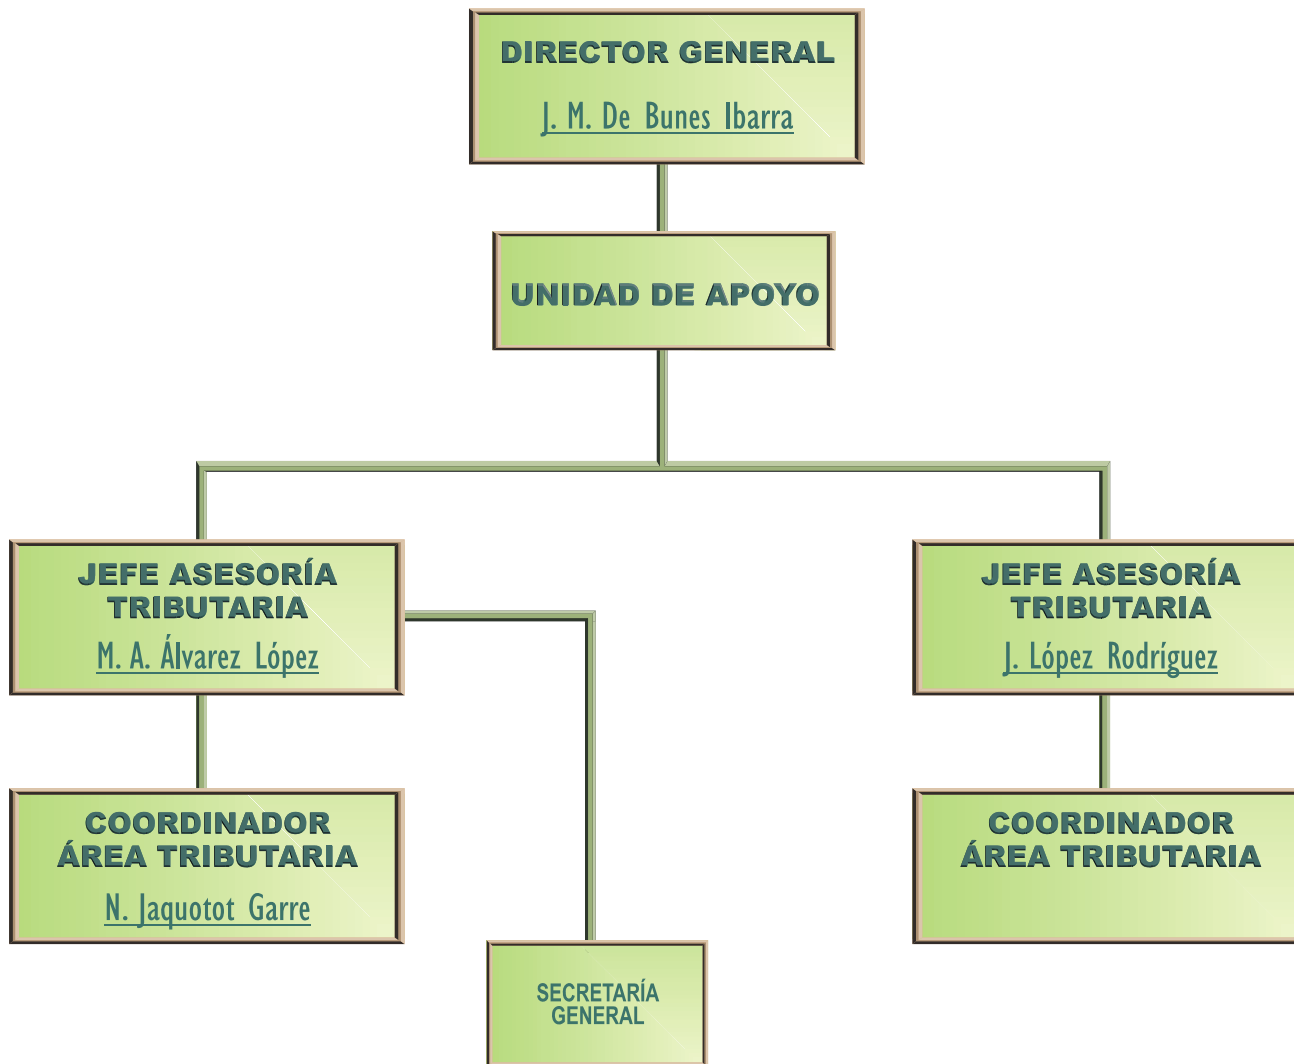 DIRECTOR GENERAL
J. M. De Bunes Ibarra
UNIDAD DE APOYO
JEFE ASESORÍA
TRIBUTARIA
M. A. Álvarez López
JEFE ASESORÍA
TRIBUTARIA
J. López Rodríguez
COORDINADOR
ÁREA TRIBUTARIA
N. Jaquotot Garre
COORDINADOR
ÁREA TRIBUTARIA
SECRETARÍA
GENERAL